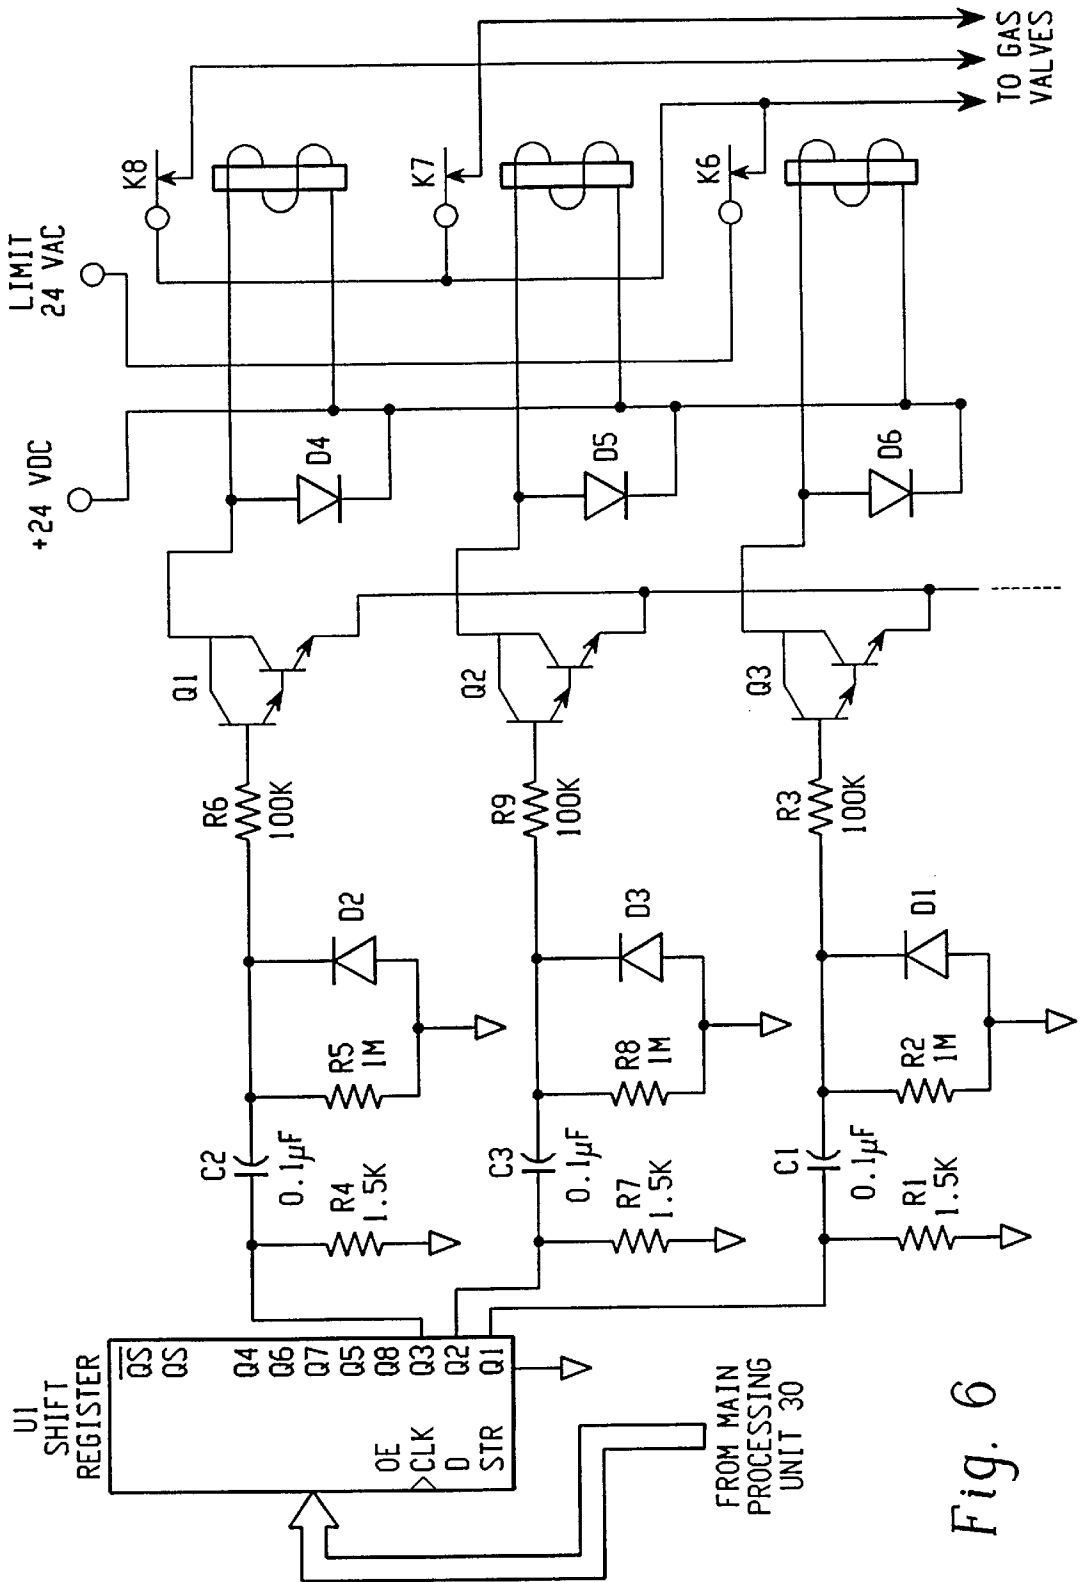 U1
SHIFT
REGISTER
QS
QS
Q4
Q6
Q7
Q5
Q8
Q3
Q2
Q1
OE
CLK
D
STR
FROM MAIN
PROCESSING
UNIT 30
C2
0.1µF
R4
1.5K
R5
1M
D2
R6
100K
Q1
D4
+24 VDC
LIMIT
24 VAC
K8
C3
0.1µF
R7
1.5K
R8
1M
D3
R9
100K
Q2
D5
K7
C1
0.1µF
R1
1.5K
R2
1M
D1
R3
100K
Q3
D6
K6
TO GAS
VALVES
Fig. 6